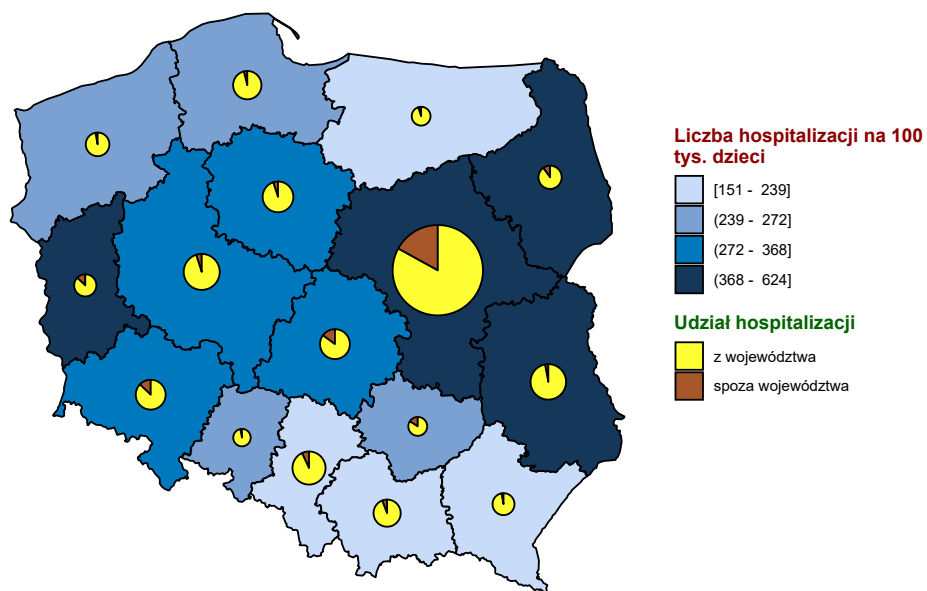 Liczba hospitalizacji na 100
tys. dzieci
[151 - 239]
(239 - 272]
(272 - 368]
(368 - 624]
Udział hospitalizacji
z województwa
spoza województwa